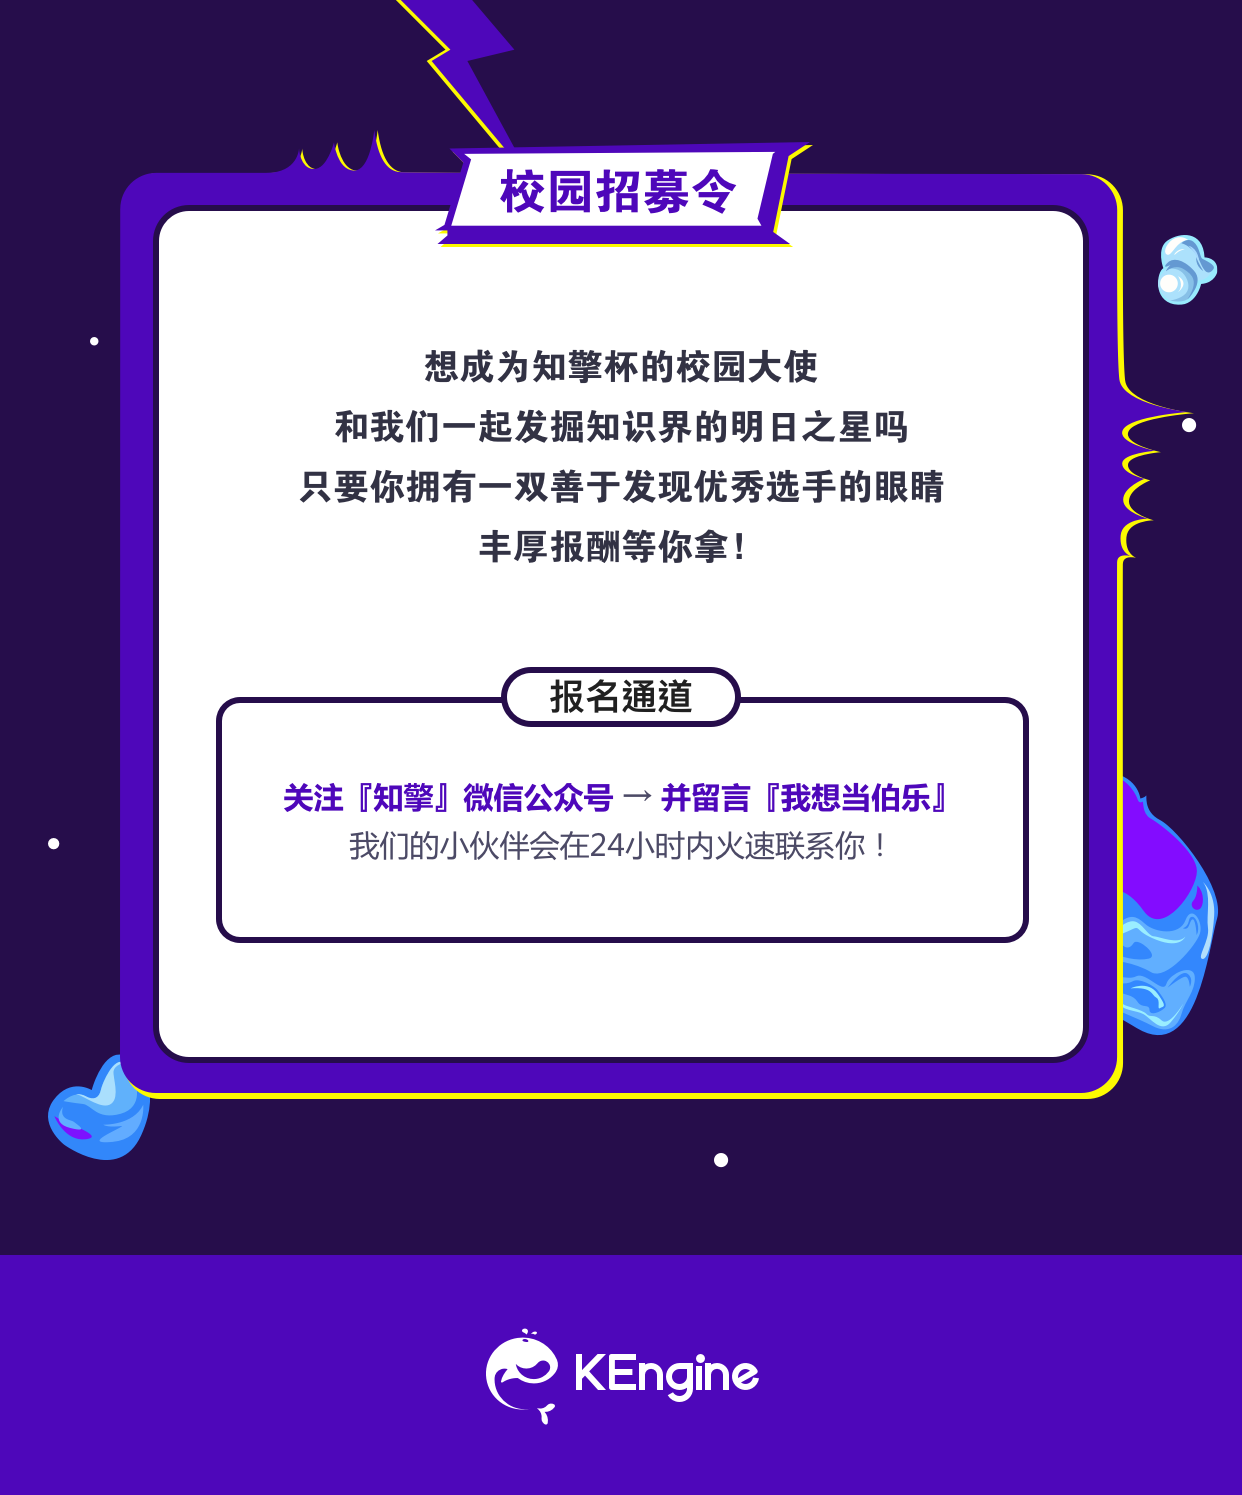 校园招募令
想成为知擎杯的校园大使
和我们一起发掘知识界的明日之星吗
只要你拥有一双善于发现优秀选手的眼睛
丰厚报酬等你拿！
报名通道
关注『知擎』微信公众号 → 并留言『我想当伯乐』
我们的小伙伴会在24小时内火速联系你！
KEngine